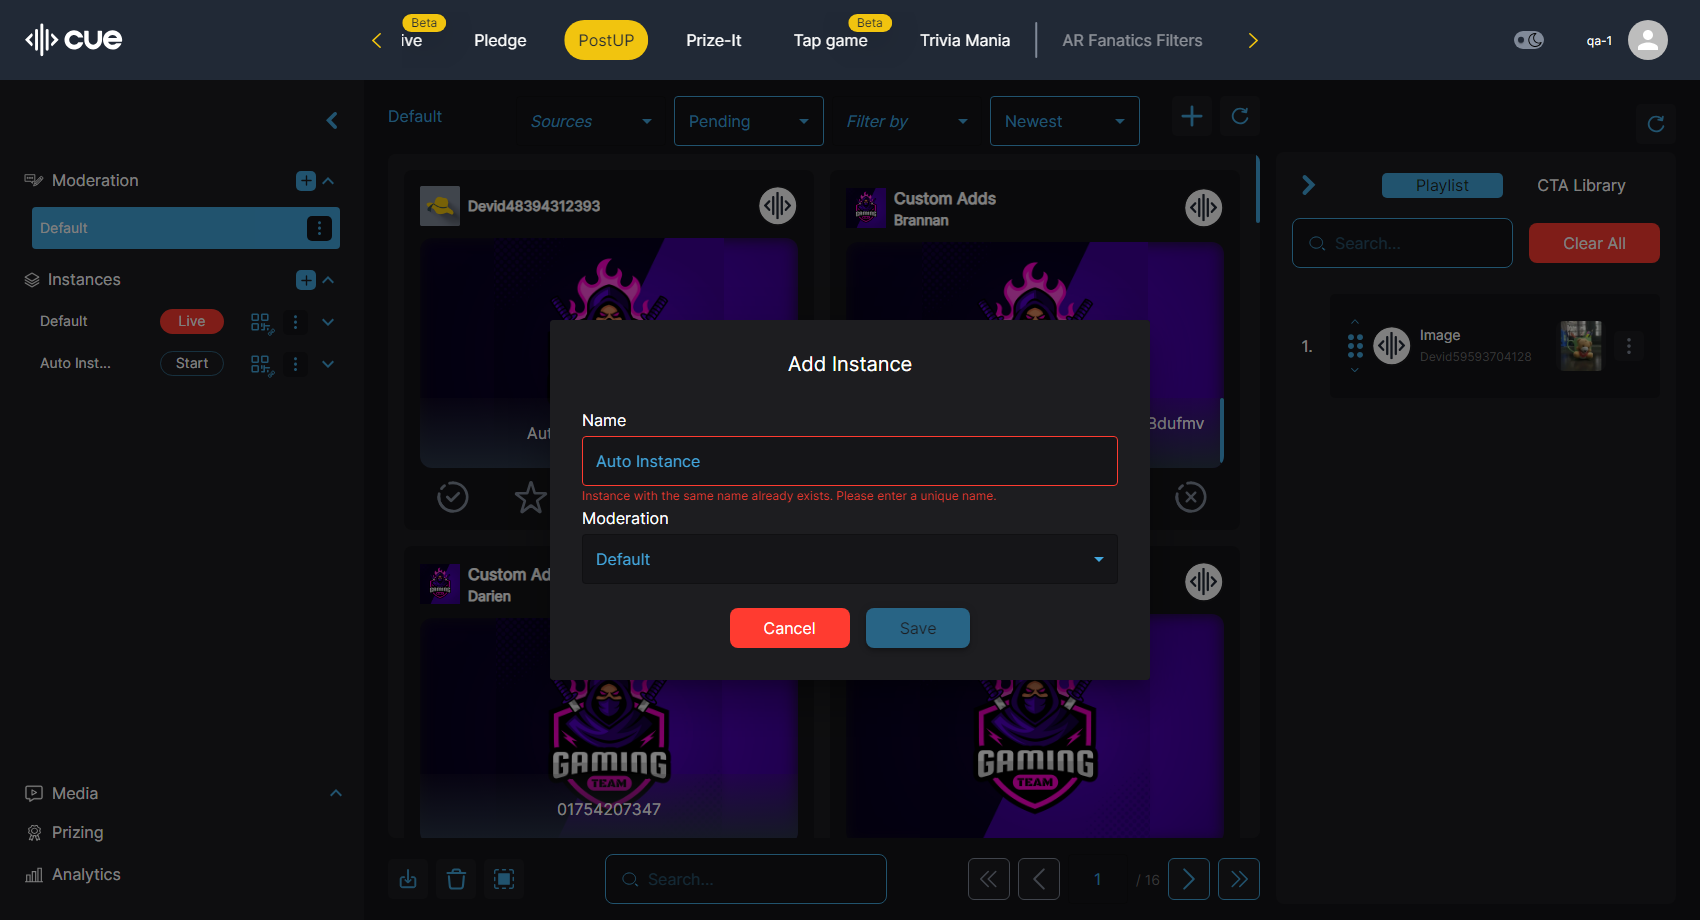 cue
ive
Beta
Pledge
PostUP
Prize-It
Tap game
Beta
Trivia Mania
AR Fanatics Filters
qa-1
Default
Sources
Pending
Filter by
Newest
Moderation
Default
Instances
Default
Live
Auto Inst...
Start
Media
Prizing
Analytics
Devid48394312393
Custom Adds
Brannan
Aut
Bdufmv
Custom Ad
Darien
GAMING
TEAM
01754207347
GAMING
TEAM
Add Instance
Name
Auto Instance
Instance with the same name already exists. Please enter a unique name.
Moderation
Default
Cancel
Save
Search...
1
/ 16
Playlist
CTA Library
Search...
Clear All
1.
Image
Devid59593704128